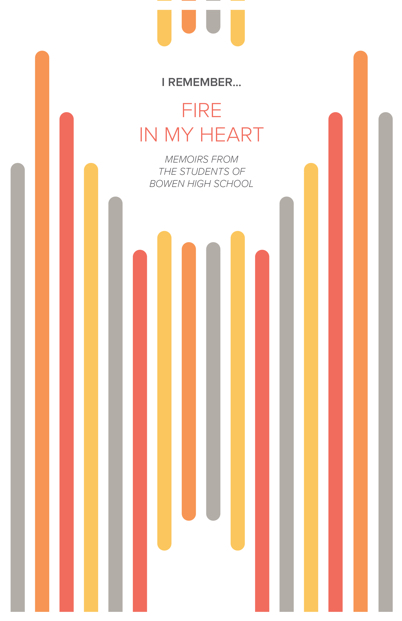 I REMEMBER...
FIRE
IN MY HEART
MEMOIRS FROM
THE STUDENTS OF
BOWEN HIGH SCHOOL